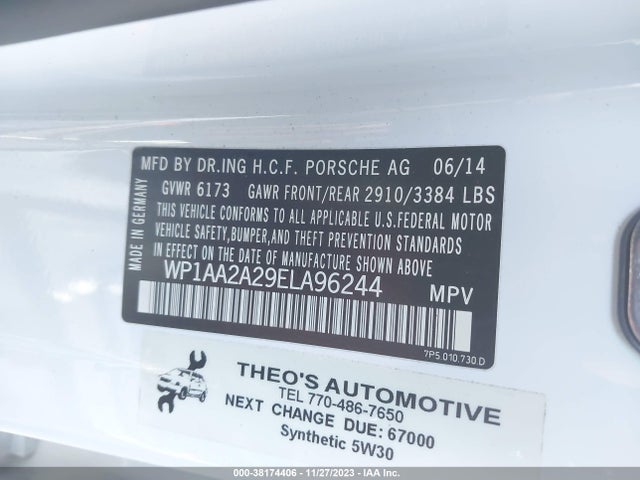 MFD BY DR.ING H.C.F. PORSCHE AG 06/14
GVWR 6173 GAWR FRONT/REAR 2910/3384 LBS
THIS VEHICLE CONFORMS TO ALL APPLICABLE U.S.FEDERAL MOTOR
VEHICLE SAFETY,BUMPER,AND THEFT PREVENTION STANDARDS
IN EFFECT ON THE DATE OF MANUFACTURE SHOWN ABOVE.
MADE IN GERMANY
WP1AA2A29ELA96244 MPV
7P5.010.730.D
THEO'S AUTOMOTIVE
TEL 770-486-7650
NEXT CHANGE DUE: 67000
Synthetic 5W30
000-38174406 - 11/27/2023 - IAA Inc.